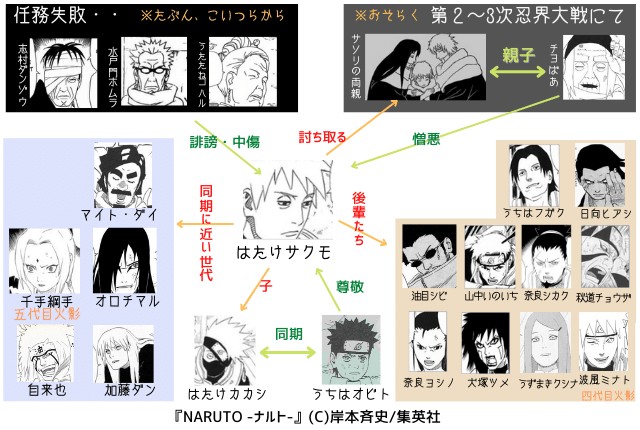 任務失敗・・
※たぶん、こいつらから
志村ダンゾウ
水戸門ホムラ
うたたねコハル
※おそらく
第２～3次忍界大戦にて
サソリの両親
親子
チヨばあ
誹謗・中傷
討ち取る
憎悪
マイト・ダイ
千手綱手
五代目火影
オロチマル
自来也
加藤ダン
同期に近い世代
はたけサクモ
後輩たち
子
尊敬
はたけカカシ
同期
うちはオビト
うちはフガク
日向ヒアシ
油目シビ
山中いのいち
奈良シカク
秋道チョウザ
奈良ヨシノ
犬塚ツメ
うずまきクシナ
波風ミナト
四代目火影
『NARUTO -ナルト-』(C)岸本斉史/集英社